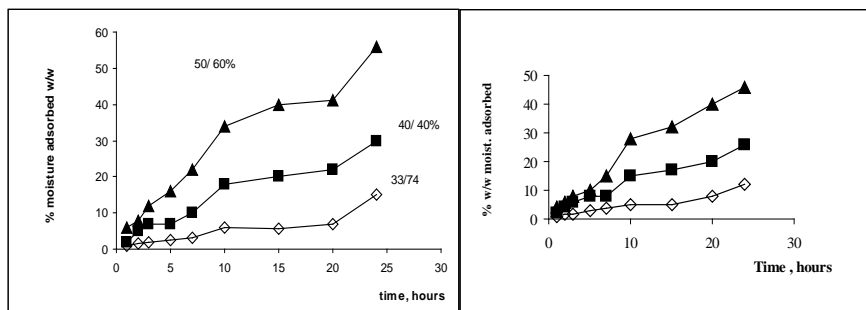 % moisture adsorbed w/w
60
50
40
30
20
10
0
50/ 60%
40/ 40%
33/74
0 5 10 15 20 25 30
time, hours
% w/w moist. adsorbed
50
40
30
20
10
0
0 10 20 30
Time , hours